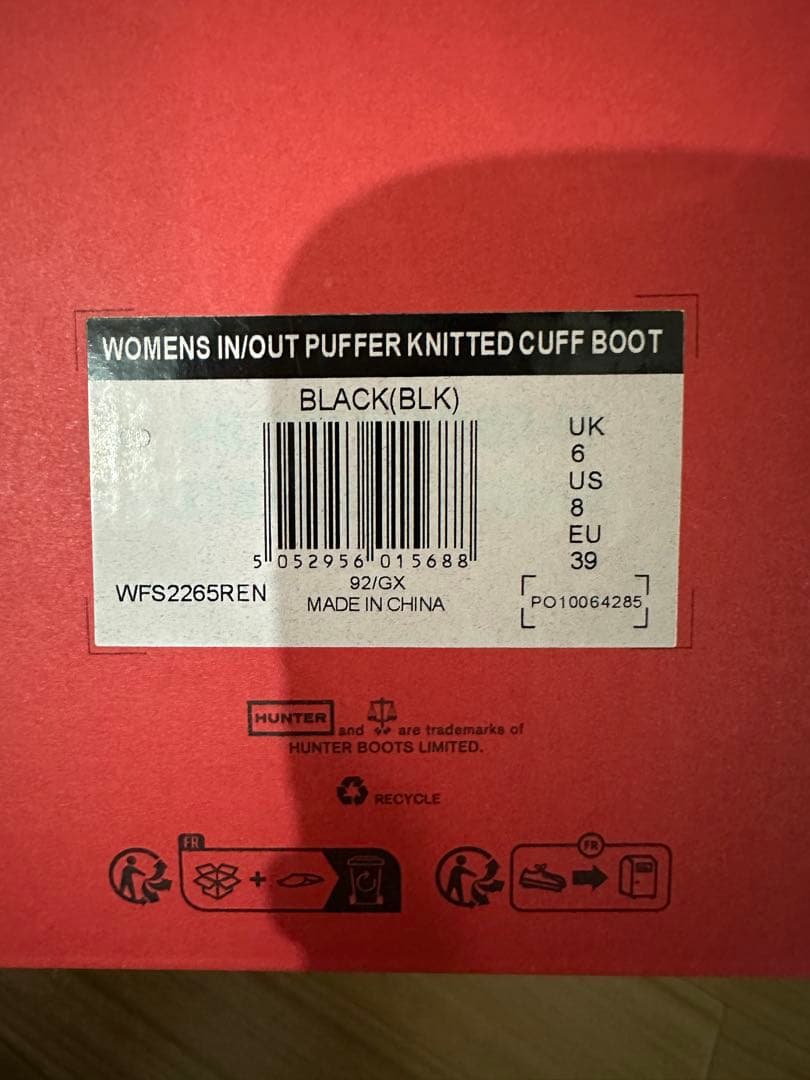 WOMENS IN/OUT PUFFER KNITTED CUFF BOOT
BLACK(BLK)
UK
6
US
8
EU
39
5 052956 015688
92/GX
WFS2265REN
MADE IN CHINA
PO10064285
HUNTER and are trademarks of
HUNTER BOOTS LIMITED.
RECYCLE
FR
+
FR